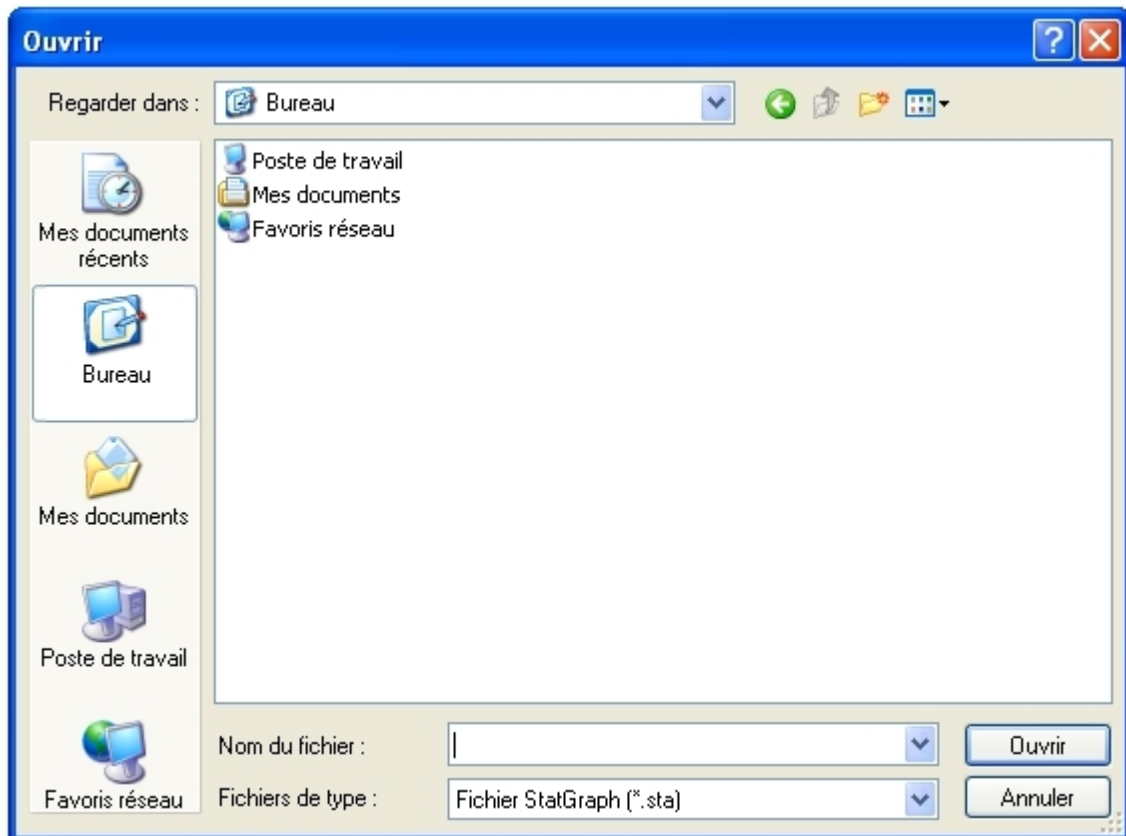 Ouvrir
Regarder dans :
Bureau
Poste de travail
Mes documents
Favoris réseau
Mes documents
récents
Bureau
Mes documents
Poste de travail
Favoris réseau
Nom du fichier :
Ouvrir
Fichiers de type :
Fichier StatGraph (*.sta)
Annuler